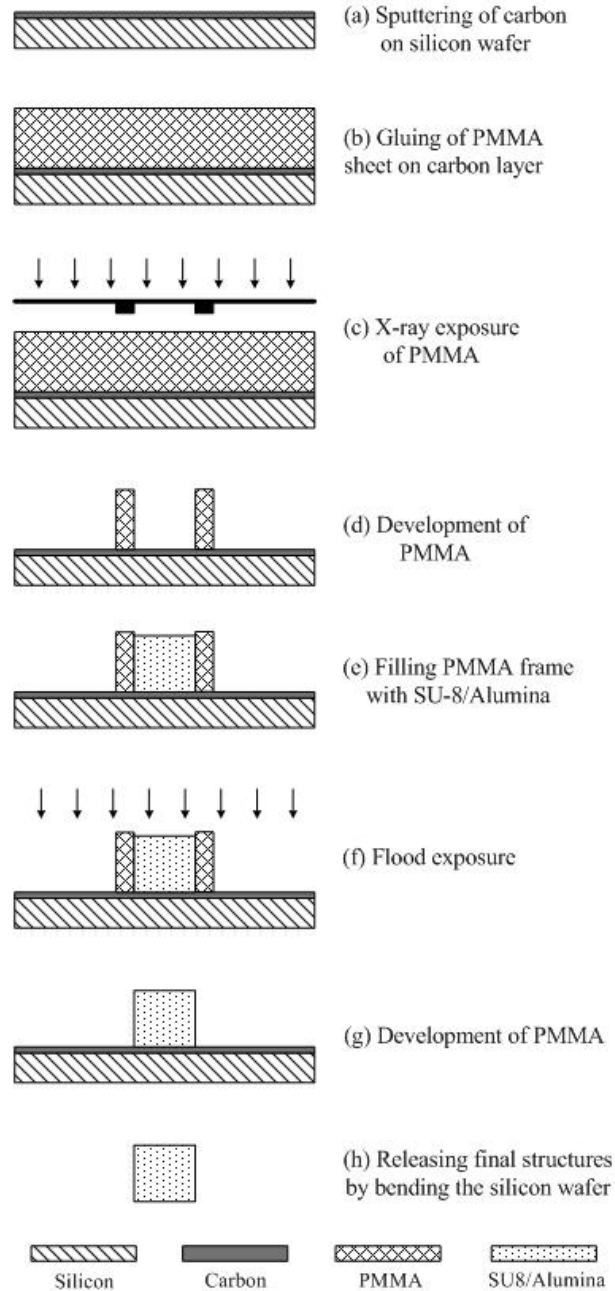 (a) Sputtering of carbon
on silicon wafer
(b) Gluing of PMMA
sheet on carbon layer
(c) X-ray exposure
of PMMA
(d) Development of
PMMA
(e) Filling PMMA frame
with SU-8/Alumina
(f) Flood exposure
(g) Development of PMMA
(h) Releasing final structures
by bending the silicon wafer
Silicon
Carbon
PMMA
SU8/Alumina